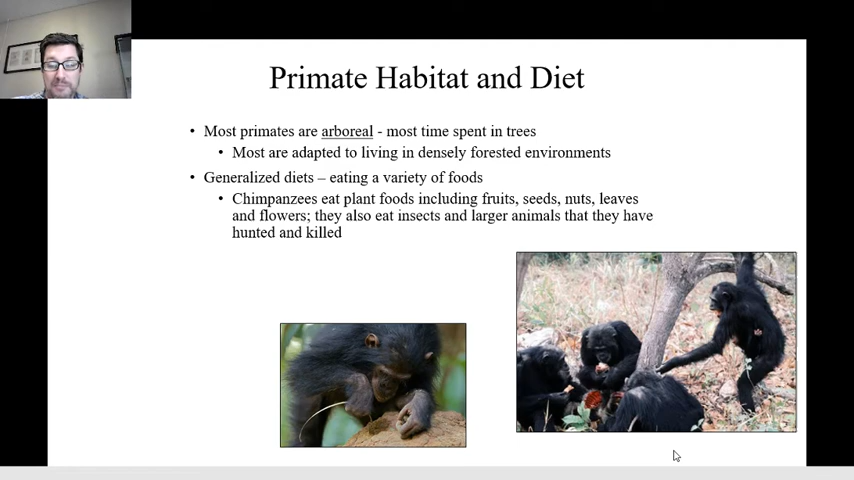 Primate Habitat and Diet
• Most primates are arboreal - most time spent in trees
• Most are adapted to living in densely forested environments
• Generalized diets – eating a variety of foods
• Chimpanzees eat plant foods including fruits, seeds, nuts, leaves
and flowers; they also eat insects and larger animals that they have
hunted and killed